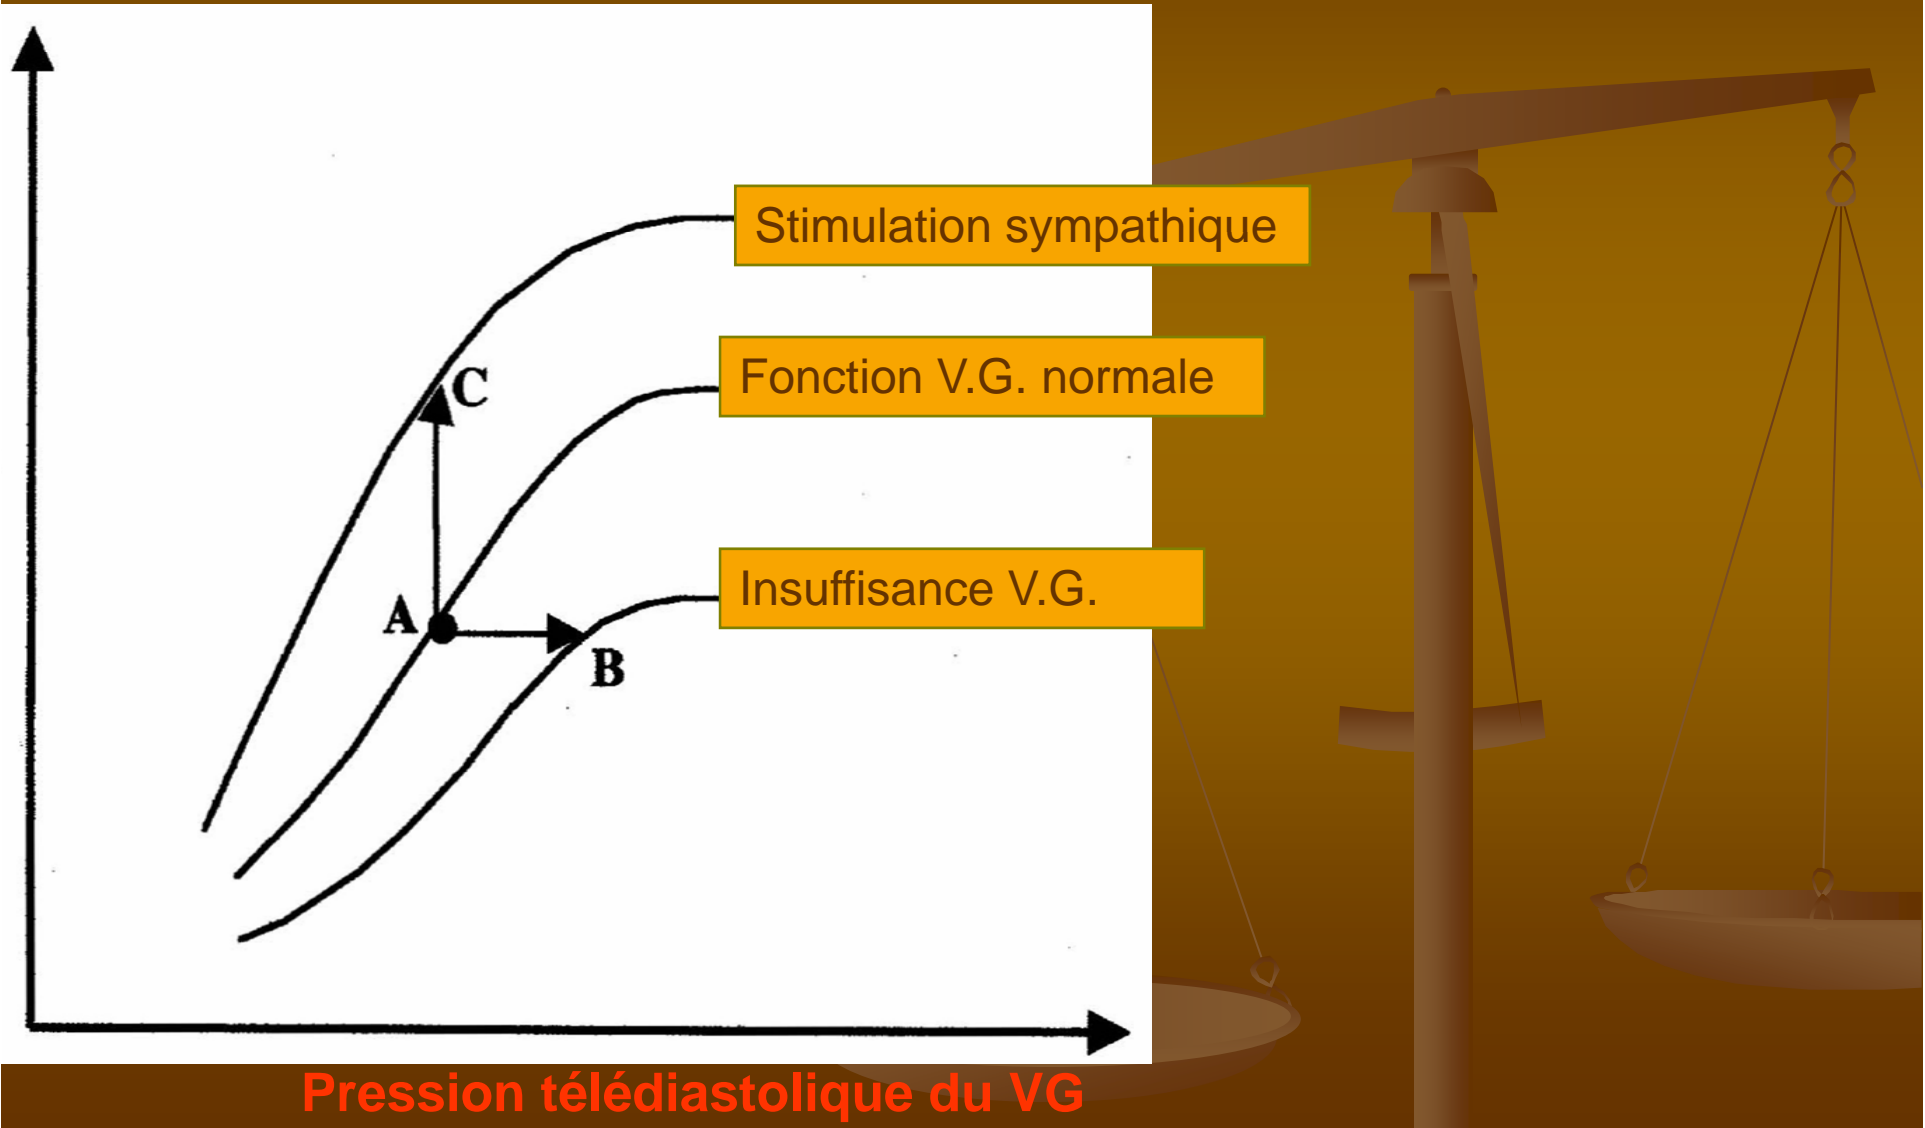 Stimulation sympathique
C
Fonction V.G. normale
Insuffisance V.G.
A
B
Pression télédiastolique du VG